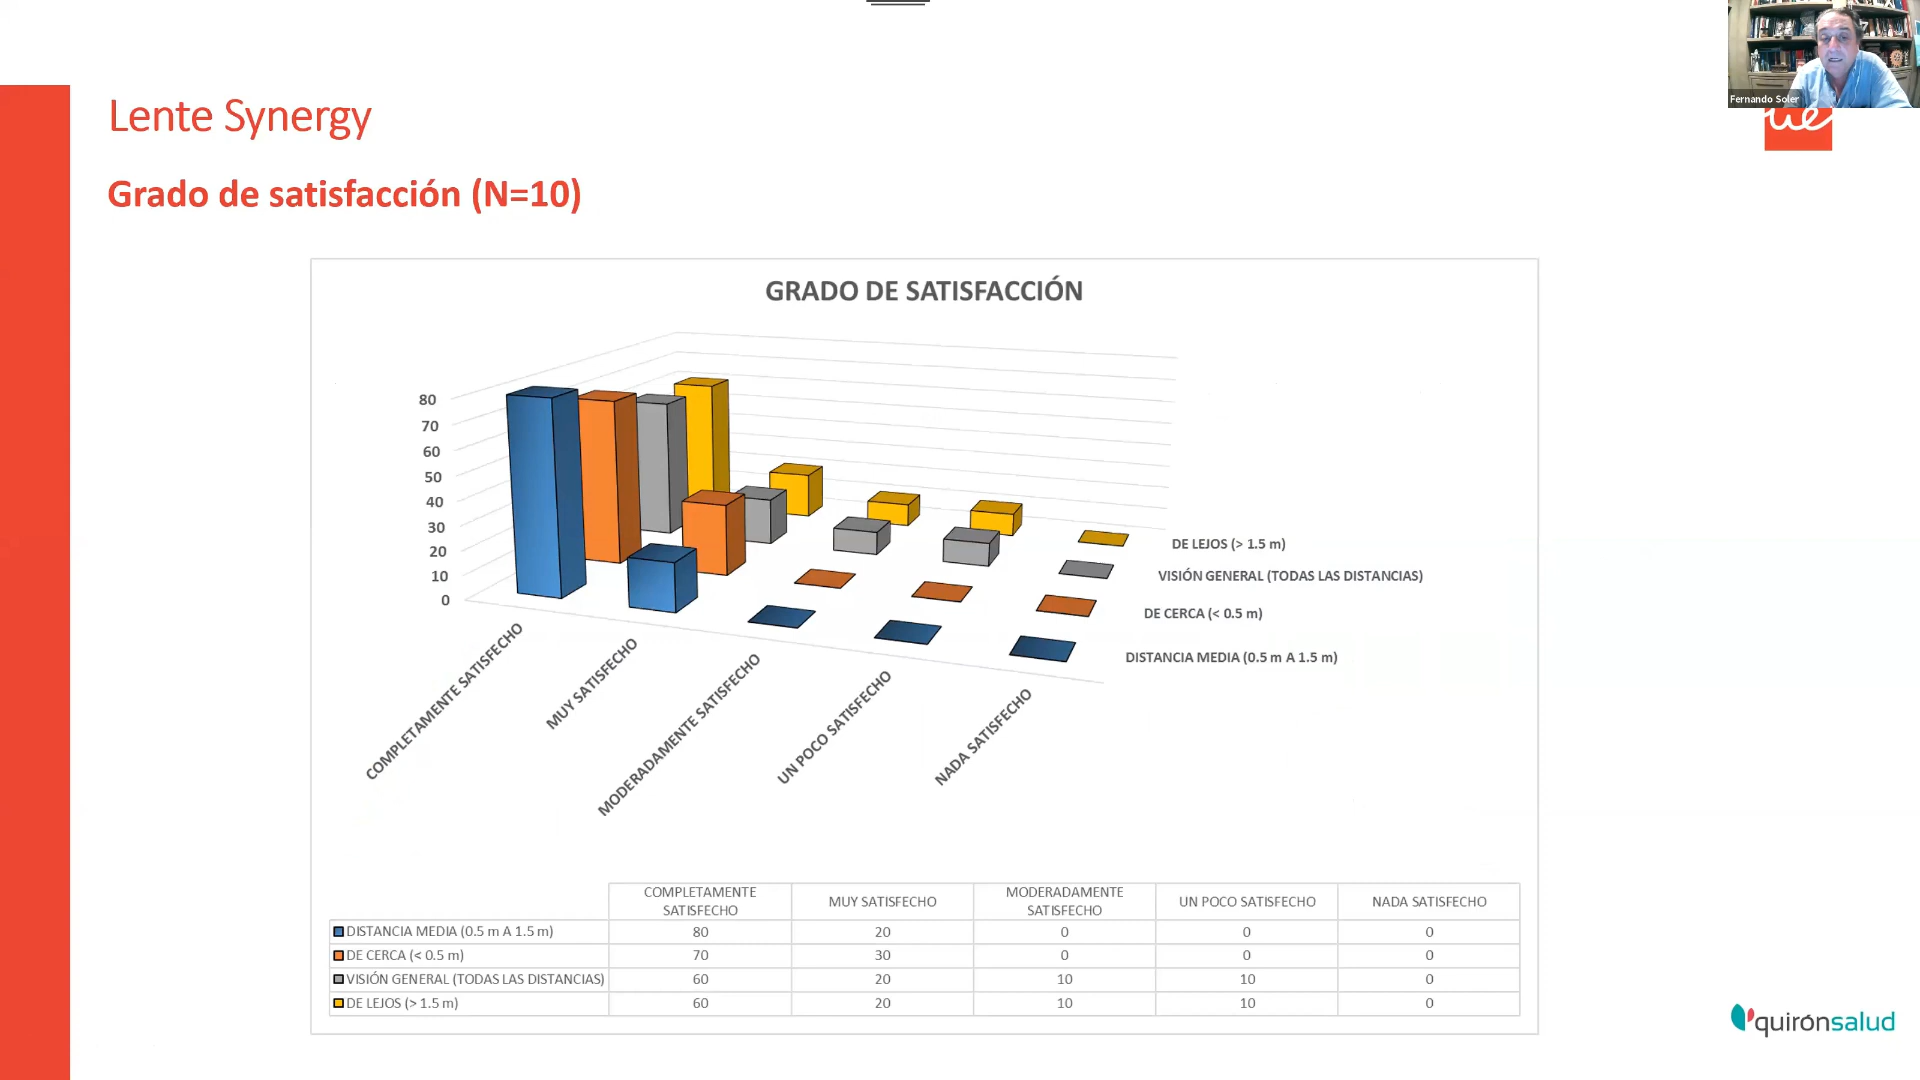 Fernando Soler
ue
Lente Synergy
Grado de satisfacción (N=10)
GRADO DE SATISFACCIÓN
80
70
60
50
40
30
20
10
0
COMPLETAMENTE SATISFECHO
MUY SATISFECHO
MODERADAMENTE SATISFECHO
UN POCO SATISFECHO
NADA SATISFECHO
DE LEJOS (> 1.5 m)
VISIÓN GENERAL (TODAS LAS DISTANCIAS)
DE CERCA (< 0.5 m)
DISTANCIA MEDIA (0.5 m A 1.5 m)
COMPLETAMENTE SATISFECHO MUY SATISFECHO MODERADAMENTE SATISFECHO UN POCO SATISFECHO NADA SATISFECHO
DISTANCIA MEDIA (0.5 m A 1.5 m) 80 20 0 0 0
DE CERCA (< 0.5 m) 70 30 0 0 0
VISIÓN GENERAL (TODAS LAS DISTANCIAS) 60 20 10 10 0
DE LEJOS (> 1.5 m) 60 20 10 10 0
quirónsalud